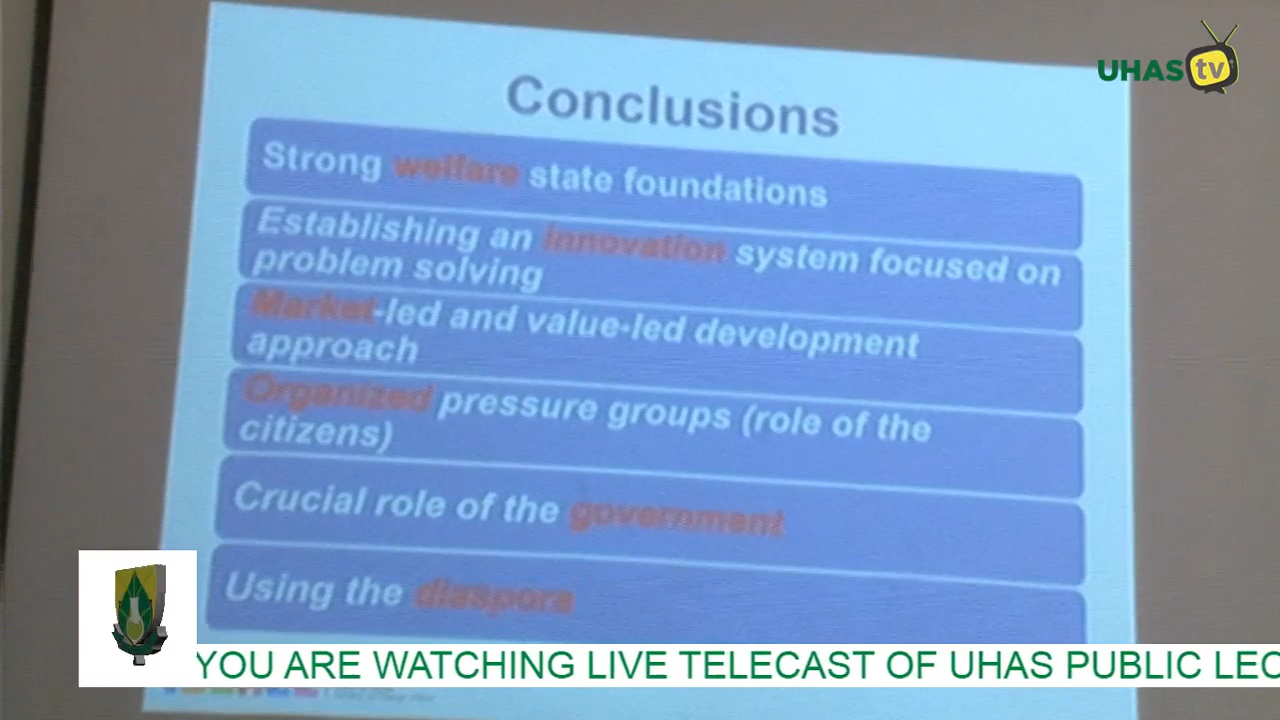 UHAS tv
Conclusions
Strong welfare state foundations
Establishing an innovation system focused on
problem solving
Market-led and value-led development
approach
Organized pressure groups (role of the
citizens)
Crucial role of the government
Using the diaspora
YOU ARE WATCHING LIVE TELECAST OF UHAS PUBLIC LEC